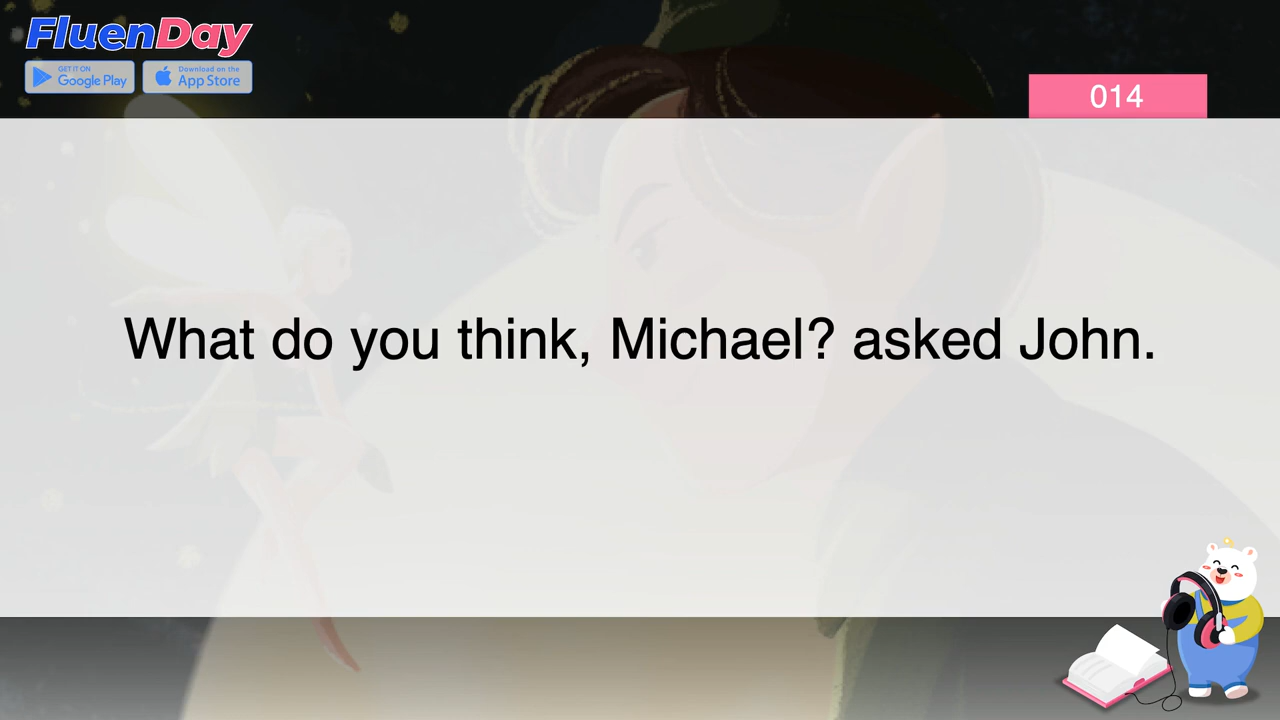 FluenDay
GET IT ON
Google Play
Download on the
App Store
014
What do you think, Michael? asked John.